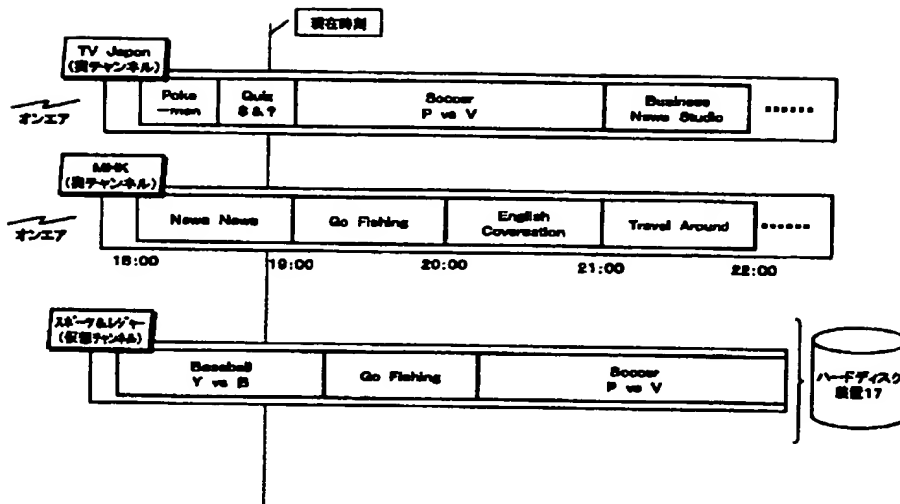 現在時刻
TV Japan
(実チャンネル)
オンエア
Poke
-mon
Quiz
$&?
Soccer
P vs V
Business
News Studio
……
MHK
(実チャンネル)
オンエア
News News
Go Fishing
English
Coversation
Travel Around
……
18:00
19:00
20:00
21:00
22:00
スポーツ&レジャー
(仮想チャンネル)
Baseball
Y vs B
Go Fishing
Soccer
P vs V
ハードディスク
装置17